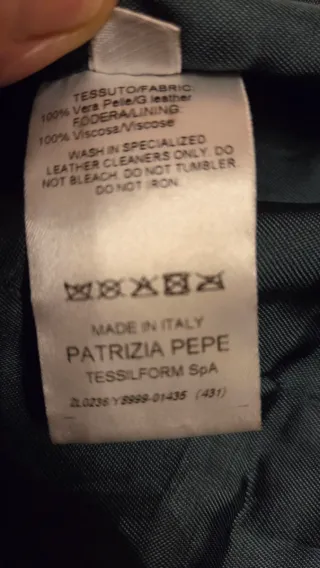 TESSUTO/FABRIC:
100% Vera Pelle/G leather
FODERA/LINING:
100% Viscosa/Viscose
WASH IN SPECIALIZED
LEATHER CLEANERS ONLY. DO
NOT BLEACH. DO NOT TUMBLER.
DO NOT IRON.
MADE IN ITALY
PATRIZIA PEPE
TESSILFORM SpA
2L0236/Y8999-01435 (431)